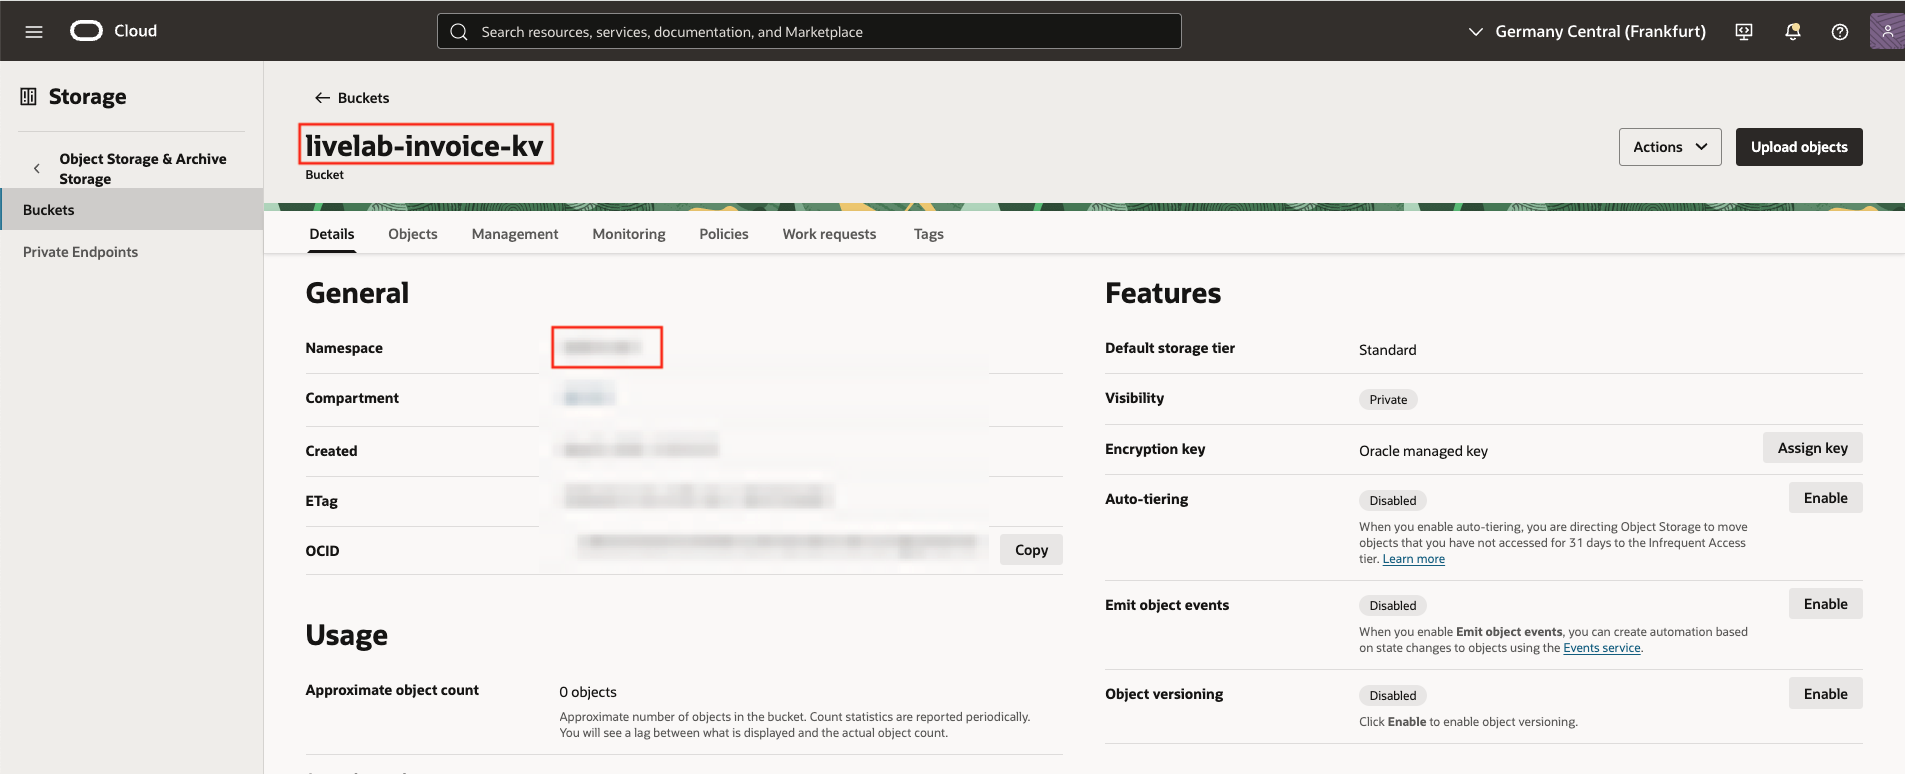 Cloud
Search resources, services, documentation, and Marketplace
Germany Central (Frankfurt)
Storage
Object Storage & Archive
Storage
Buckets
Private Endpoints
Buckets
livelab-invoice-kv
Bucket
Actions
Upload objects
Details Objects Management Monitoring Policies Work requests Tags
General
Namespace
Compartment
Created
ETag
OCID
Copy
Usage
Approximate object count
0 objects
Approximate number of objects in the bucket. Count statistics are reported periodically.
You will see a lag between what is displayed and the actual object count.
Features
Default storage tier
Standard
Visibility
Private
Encryption key
Oracle managed key
Assign key
Auto-tiering
Disabled
Enable
When you enable auto-tiering, you are directing Object Storage to move
objects that you have not accessed for 31 days to the Infrequent Access
tier. Learn more
Emit object events
Disabled
Enable
When you enable Emit object events, you can create automation based
on state changes to objects using the Events service.
Object versioning
Disabled
Enable
Click Enable to enable object versioning.